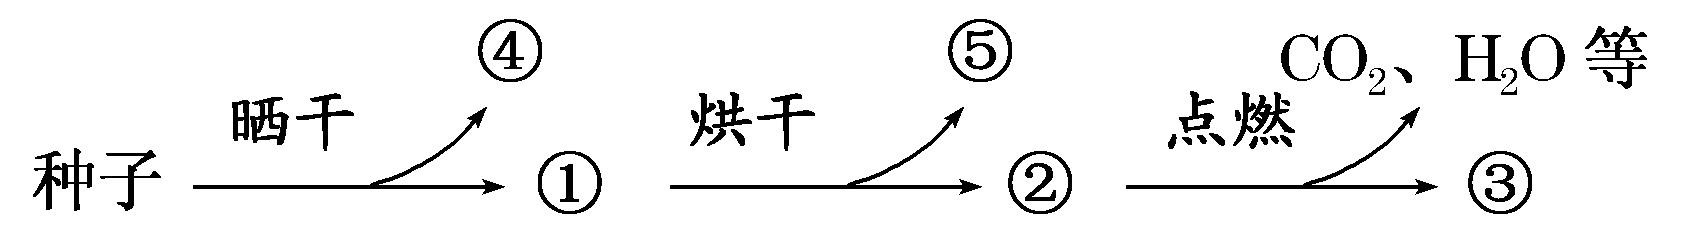 ④ ⑤ CO₂、H₂O 等
晒干 烘干 点燃
种子 ① ② ③